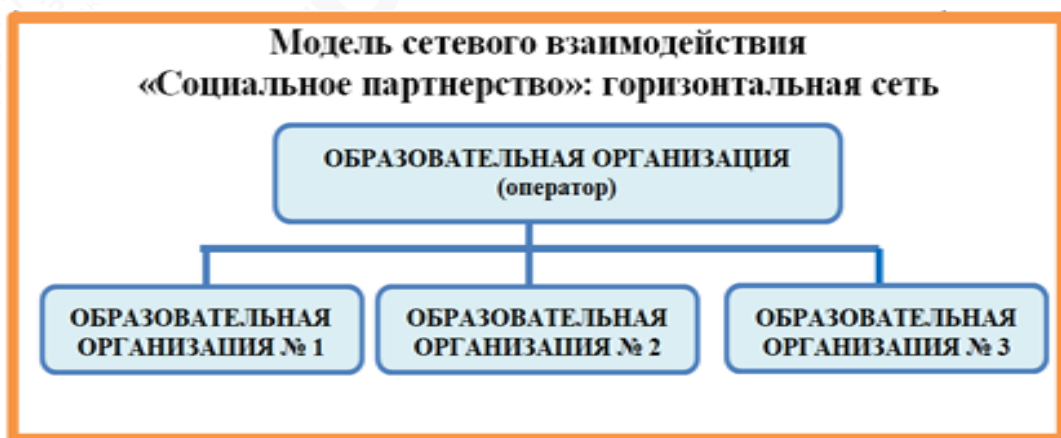 Модель сетевого взаимодействия
«Социальное партнерство»: горизонтальная сеть
ОБРАЗОВАТЕЛЬНАЯ ОРГАНИЗАЦИЯ
(оператор)
ОБРАЗОВАТЕЛЬНАЯ
ОРГАНИЗАЦИЯ № 1
ОБРАЗОВАТЕЛЬНАЯ
ОРГАНИЗАЦИЯ № 2
ОБРАЗОВАТЕЛЬНАЯ
ОРГАНИЗАЦИЯ № 3